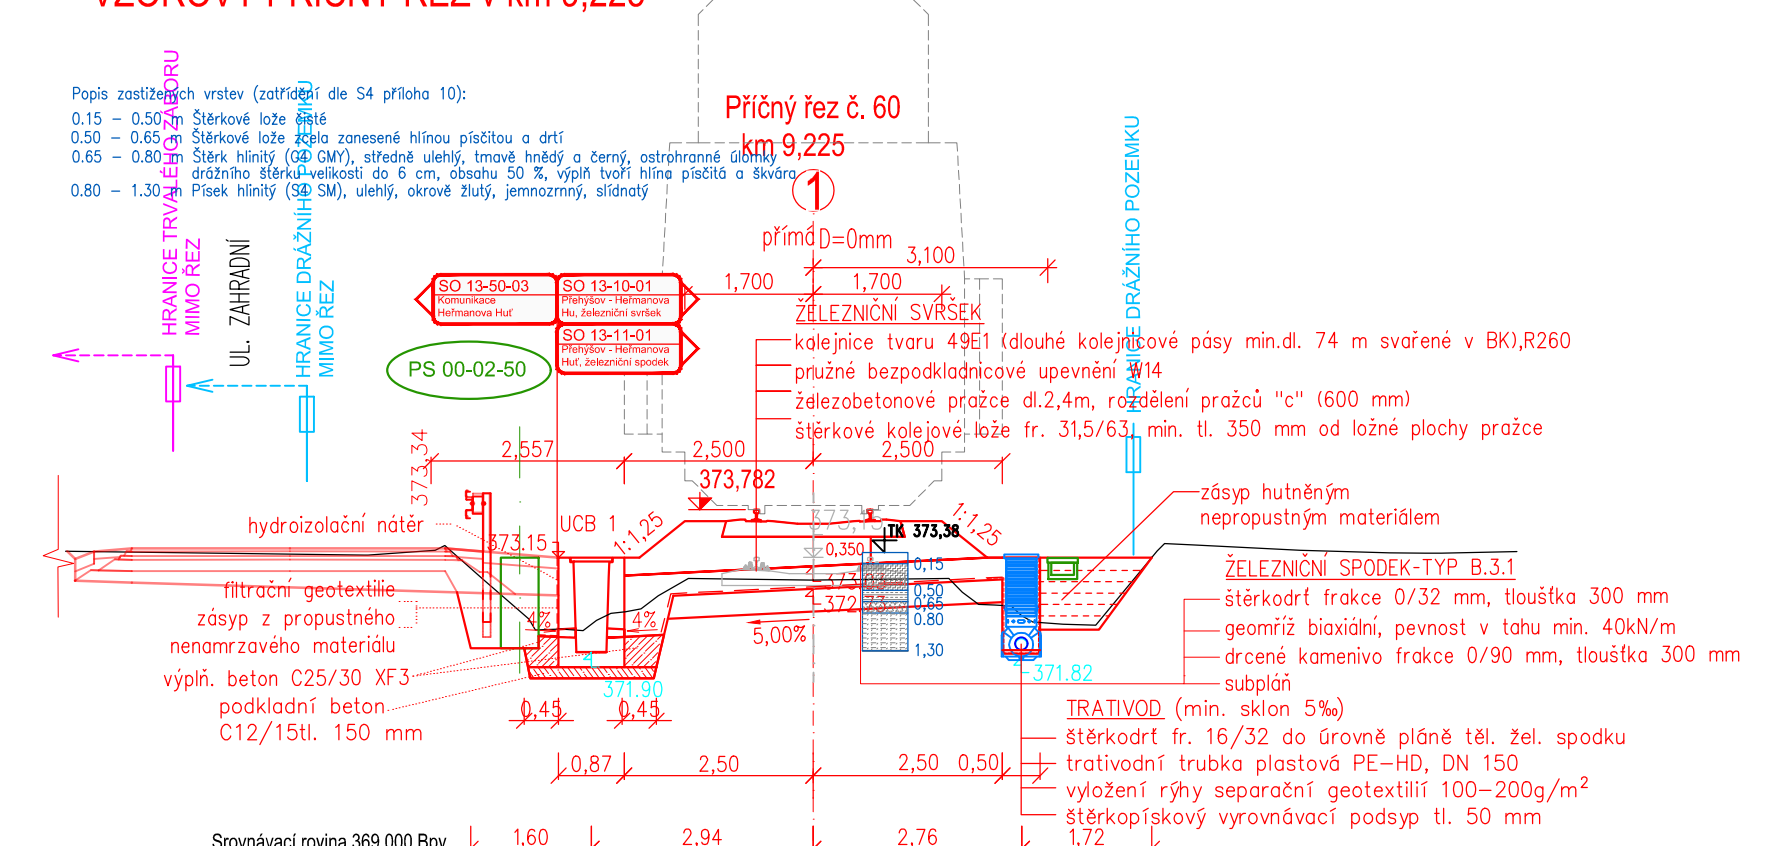 VZOROVÝ PŘÍČNÝ ŘEZ v km 9,225
Popis zastižených vrstev (zatřídění dle S4 příloha 10):
0.15 – 0.50 m Štěrkové lože čisté
0.50 – 0.65 m Štěrkové lože zcela zanesené hlínou písčitou a drtí
0.65 – 0.80 m Štěrk hlinitý (G4 GMY), středně ulehlý, tmavě hnědý a černý, ostrohranné úlomky
drážního štěrku velikosti do 6 cm, obsahu 50 %, výplň tvoří hlína písčitá a škvára
0.80 – 1.30 m Písek hlinitý (S4 SM), ulehlý, okrově žlutý, jemnozrnný, slídnatý
HRANICE TRVALÉHO ZÁBORU
MIMO ŘEZ
UL. ZAHRADNÍ
HRANICE DRÁŽNÍHO POZEMKU
MIMO ŘEZ
Příčný řez č. 60
km 9,225
1
přímá D=0mm
3,100
1,700
1,700
HRANICE DRÁŽNÍHO POZEMKU
SO 13-50-03
Komunikace
Heřmanova Huť
SO 13-10-01
Přehýšov - Heřmanova
Hu, železniční svršek
SO 13-11-01
Přehýšov - Heřmanova
Huť, železniční spodek
PS 00-02-50
ŽELEZNIČNÍ SVRŠEK
kolejnice tvaru 49E1 (dlouhé kolejnicové pásy min.dl. 74 m svařené v BK),R260
pružné bezpodkladnicové upevnění W14
železobetonové pražce dl.2,4m, rozdělení pražců "c" (600 mm)
štěrkové kolejové lože fr. 31,5/63, min. tl. 350 mm od ložné plochy pražce
373,34
2,557
2,500
2,500
373,782
zásyp hutněným
nepropustným materiálem
hydroizolační nátěr
UCB 1
1:1,25
1:1,25
TK 373,38
373.15
0,350
0,15
0,50
0,65
0,80
1,30
372.73
filtrační geotextilie
zásyp z propustného
nenamrzavého materiálu
4%
4%
5,00%
výplň. beton C25/30 XF3
podkladní beton
C12/15tl. 150 mm
371.90
371.82
0,45
0,45
ŽELEZNIČNÍ SPODEK-TYP B.3.1
štěrkodrť frakce 0/32 mm, tloušťka 300 mm
geomříž biaxiální, pevnost v tahu min. 40kN/m
drcené kamenivo frakce 0/90 mm, tloušťka 300 mm
subpláň
TRATIVOD (min. sklon 5‰)
štěrkodrť fr. 16/32 do úrovně pláně těl. žel. spodku
trativodní trubka plastová PE-HD, DN 150
vyložení rýhy separační geotextilií 100-200g/m²
štěrkopískový vyrovnávací podsyp tl. 50 mm
0,87
2,50
2,50
0,50
Srovnávací rovina 369,000 Bpv
1,60
2,94
2,76
1,72